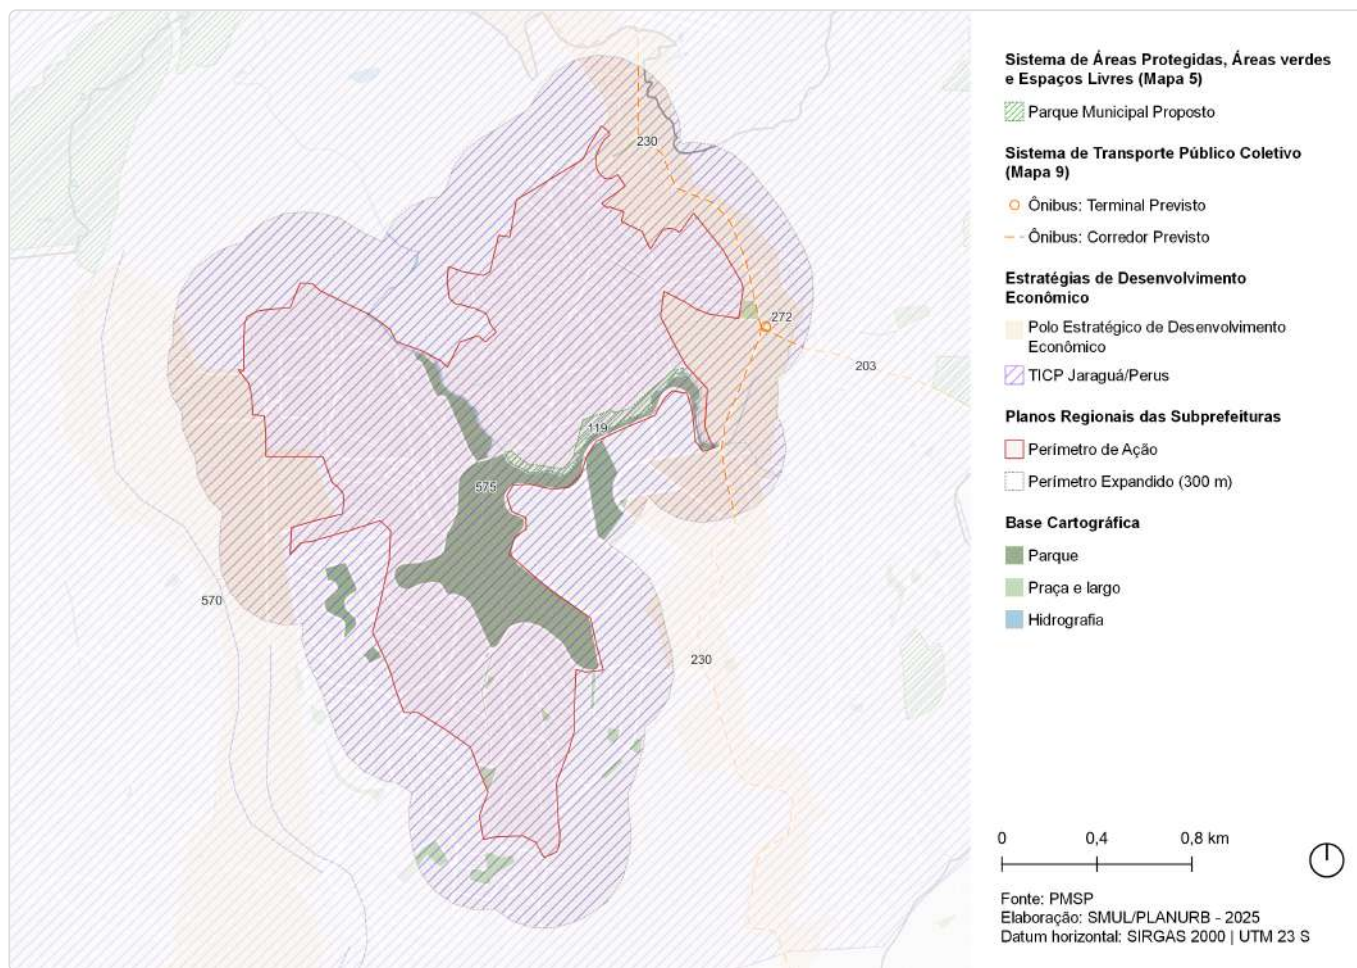 230
272
203
119
575
570
230
Sistema de Áreas Protegidas, Áreas verdes
e Espaços Livres (Mapa 5)
Parque Municipal Proposto
Sistema de Transporte Público Coletivo
(Mapa 9)
Ônibus: Terminal Previsto
Ônibus: Corredor Previsto
Estratégias de Desenvolvimento
Econômico
Polo Estratégico de Desenvolvimento
Econômico
TICP Jaraguá/Perus
Planos Regionais das Subprefeituras
Perímetro de Ação
Perímetro Expandido (300 m)
Base Cartográfica
Parque
Praça e largo
Hidrografia
0 0,4 0,8 km
Fonte: PMSP
Elaboração: SMUL/PLANURB - 2025
Datum horizontal: SIRGAS 2000 | UTM 23 S